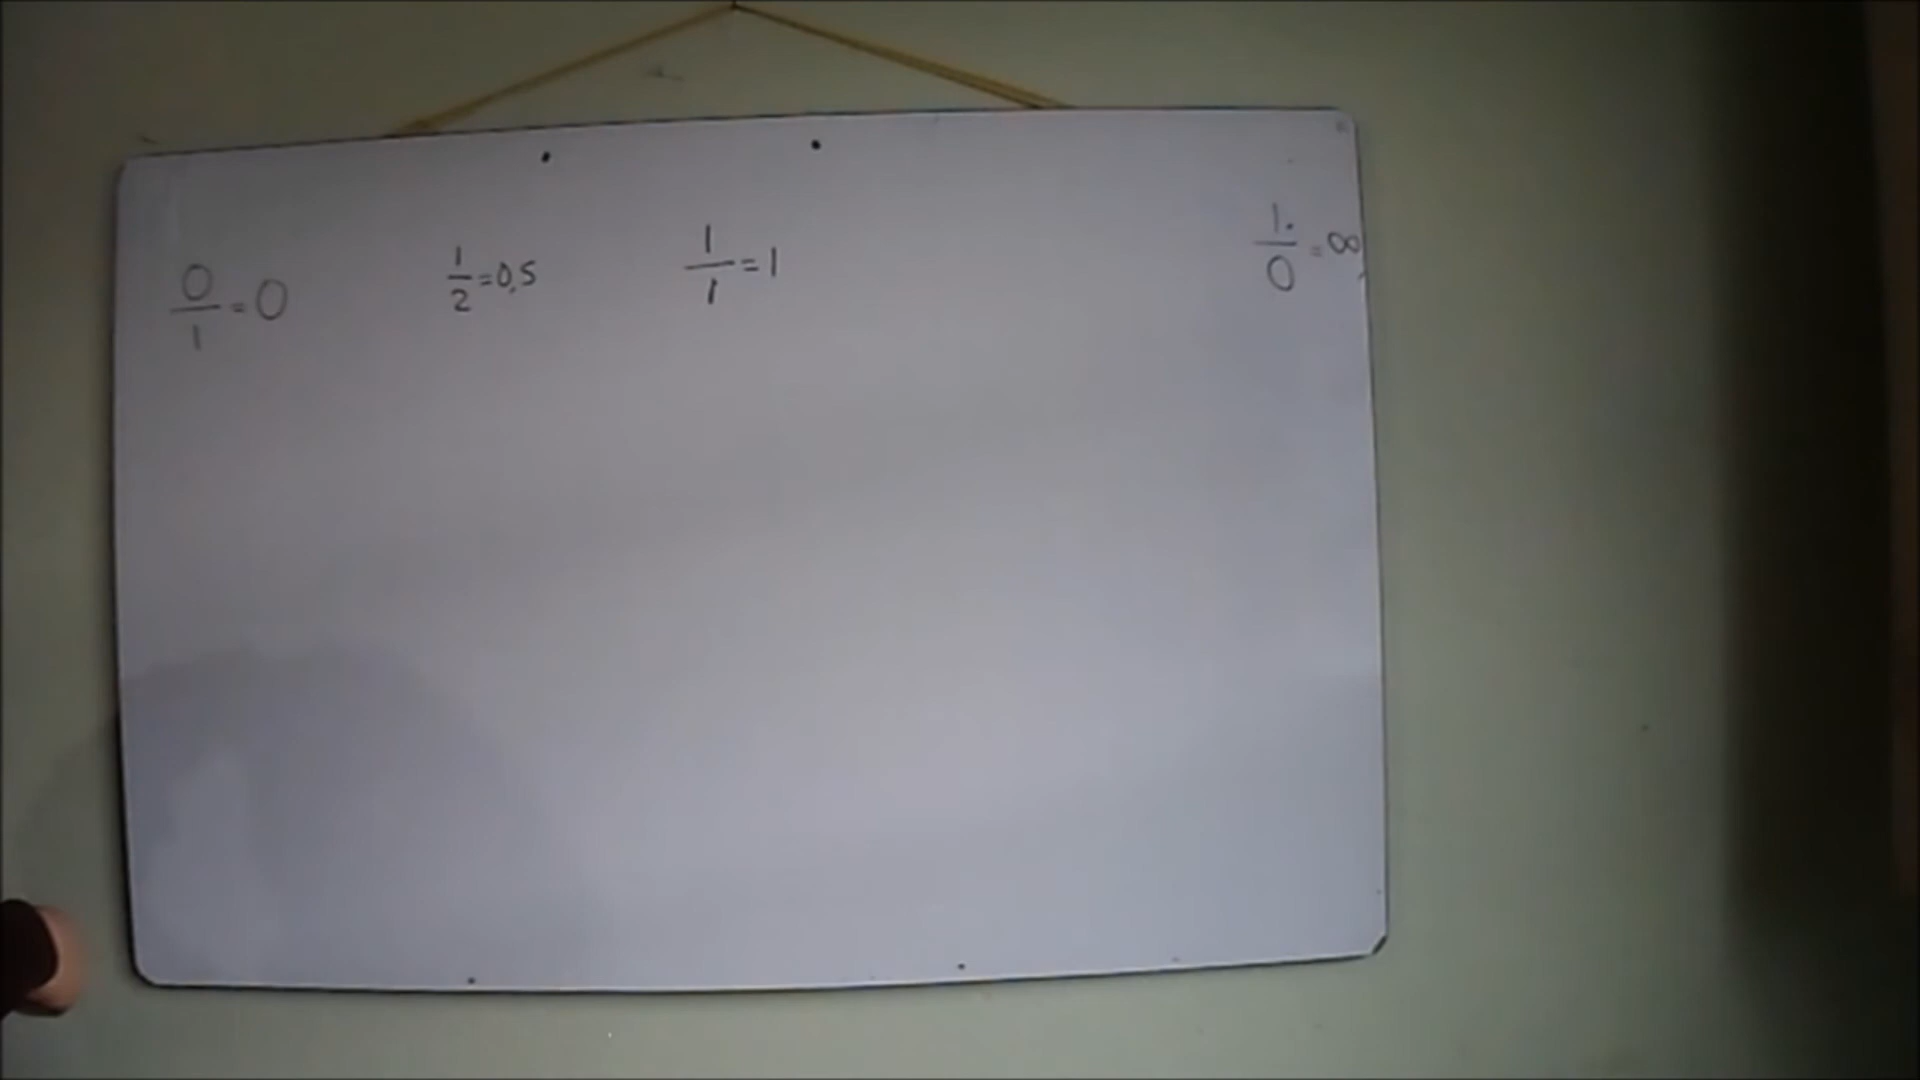 0/1 = 0
1/2 = 0,5
1/1 = 1
1/0 = ∞